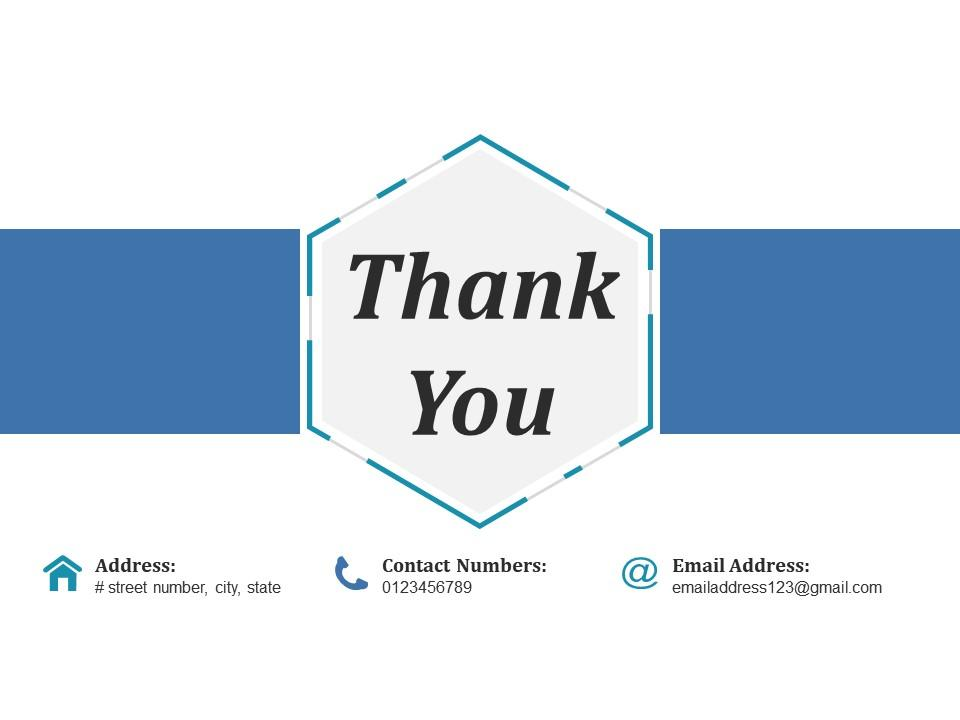 Thank
You
Address:
# street number, city, state
Contact Numbers:
0123456789
Email Address:
emailaddress123@gmail.com